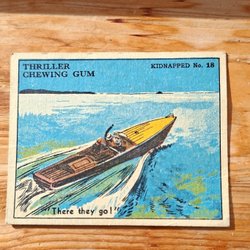 THRILLER KIDNAPPED No. 18
CHEWING GUM
"There they go!"